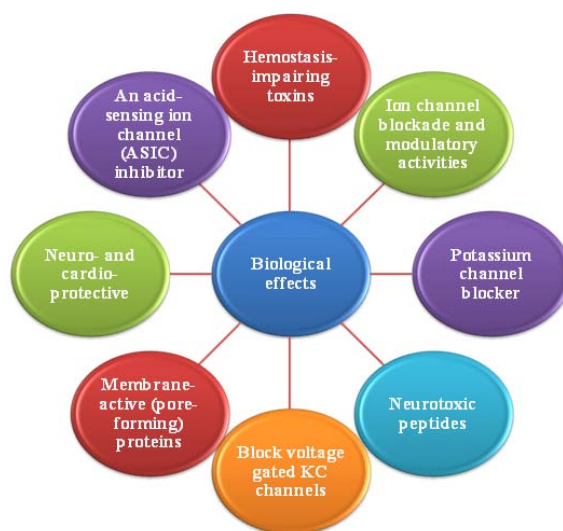 Hemostasis-
impairing
toxins
Ion channel
blockade and
modulatory
activities
Potassium
channel
blocker
Neurotoxic
peptides
Block voltage
gated KC
channels
Membrane-
active (pore-
forming)
proteins
Neuro- and
cardio-
protective
An acid-
sensing ion
channel
(ASIC)
inhibitor
Biological
effects